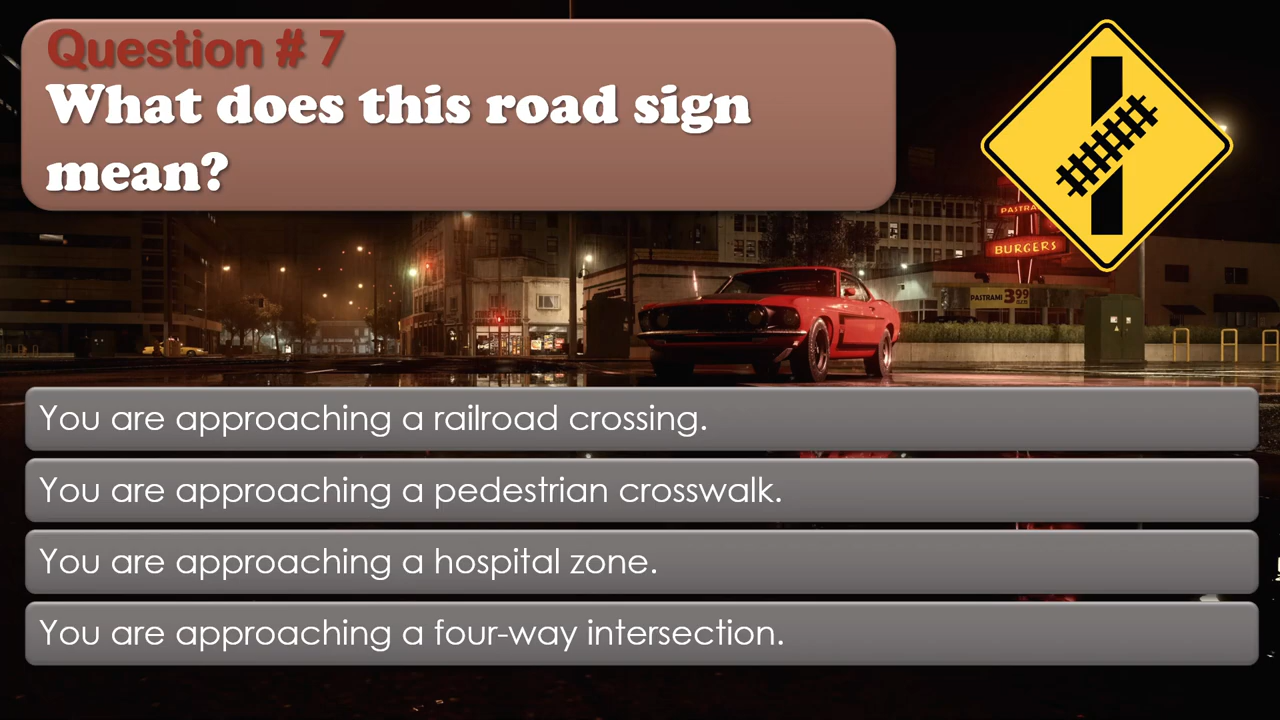 Question # 7
What does this road sign
mean?
PASTRA
BURGERS
PASTRAMI 3.99
You are approaching a railroad crossing.
You are approaching a pedestrian crosswalk.
You are approaching a hospital zone.
You are approaching a four-way intersection.